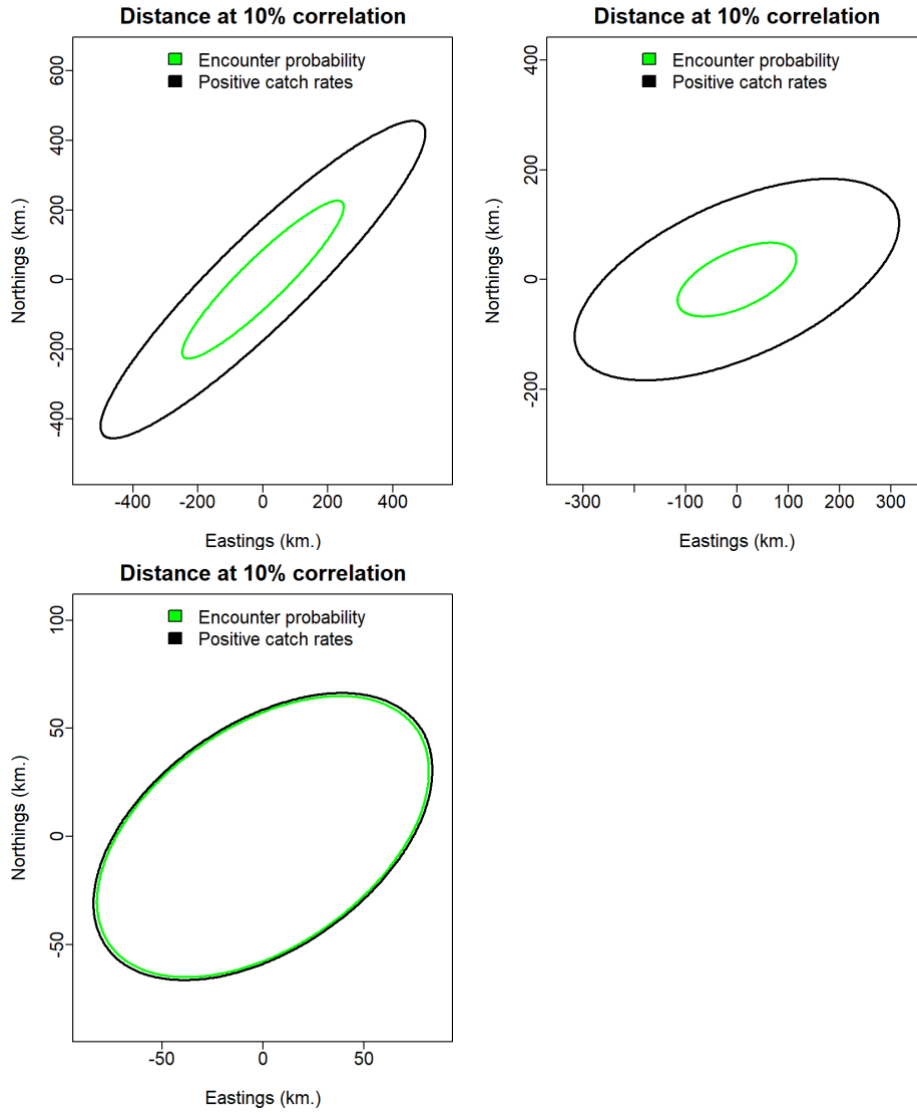 Distance at 10% correlation
Encounter probability
Positive catch rates
Northings (km.)
600
400
200
0
-200
-400
-400 -200 0 200 400
Eastings (km.)
Distance at 10% correlation
Encounter probability
Positive catch rates
Northings (km.)
400
200
0
-200
-300 -100 0 100 200 300
Eastings (km.)
Distance at 10% correlation
Encounter probability
Positive catch rates
Northings (km.)
100
50
0
-50
-50 0 50
Eastings (km.)